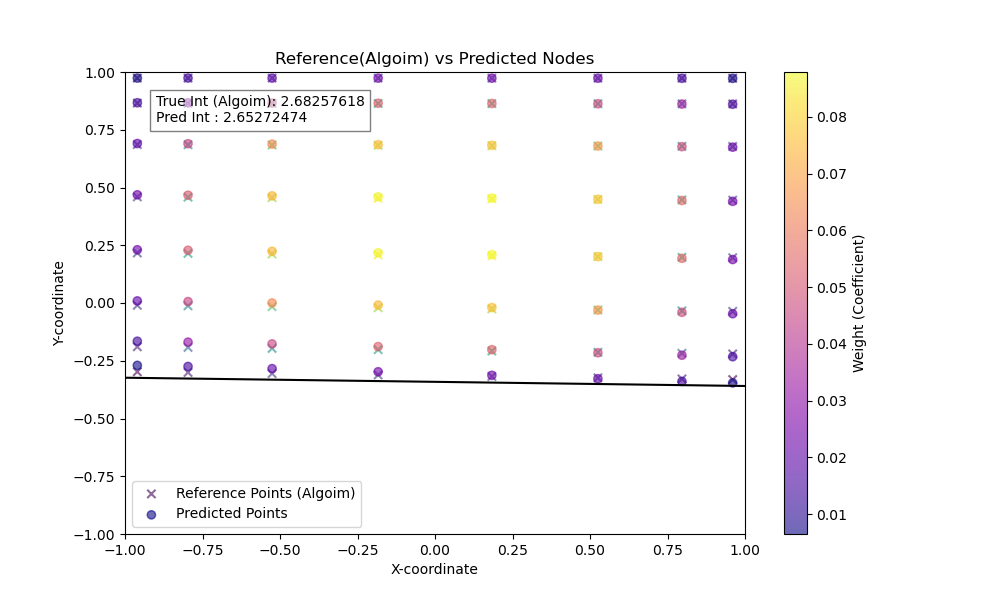 Reference(Algoim) vs Predicted Nodes
True Int (Algoim): 2.68257618
Pred Int : 2.65272474
1.00
0.75
0.50
0.25
0.00
−0.25
−0.50
−0.75
−1.00
Y-coordinate
Reference Points (Algoim)
Predicted Points
−1.00 −0.75 −0.50 −0.25 0.00 0.25 0.50 0.75 1.00
X-coordinate
0.08
0.07
0.06
0.05
0.04
0.03
0.02
0.01
Weight (Coefficient)